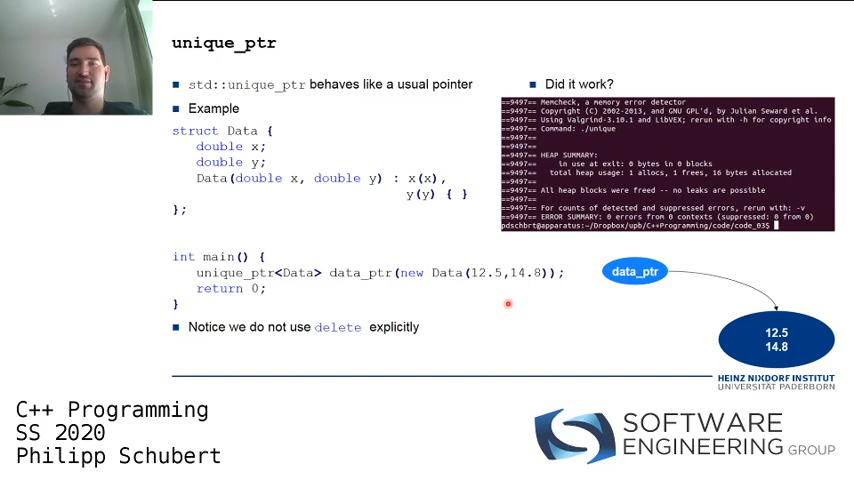 unique_ptr
■ std::unique_ptr behaves like a usual pointer
■ Example
struct Data {
double x;
double y;
Data(double x, double y) : x(x),
y(y) { }
};
int main() {
unique_ptr<Data> data_ptr(new Data(12.5,14.8));
return 0;
}
■ Notice we do not use delete explicitly
■ Did it work?
==9497== Memcheck, a memory error detector
==9497== Copyright (C) 2002-2013, and GNU GPL'd, by Julian Seward et al.
==9497== Using Valgrind-3.10.1 and LibVEX; rerun with -h for copyright info
==9497== Command: ./unique
==9497==
==9497==
==9497== HEAP SUMMARY:
==9497== in use at exit: 0 bytes in 0 blocks
==9497== total heap usage: 1 allocs, 1 frees, 16 bytes allocated
==9497==
==9497== All heap blocks were freed -- no leaks are possible
==9497==
==9497== For counts of detected and suppressed errors, rerun with: -v
==9497== ERROR SUMMARY: 0 errors from 0 contexts (suppressed: 0 from 0)
pdschbrt@apparatus:~/Dropbox/upb/C++Programming/code/code_03$
data_ptr
12.5
14.8
HEINZ NIXDORF INSTITUT
UNIVERSITÄT PADERBORN
C++ Programming
SS 2020
Philipp Schubert
SOFTWARE
ENGINEERING GROUP